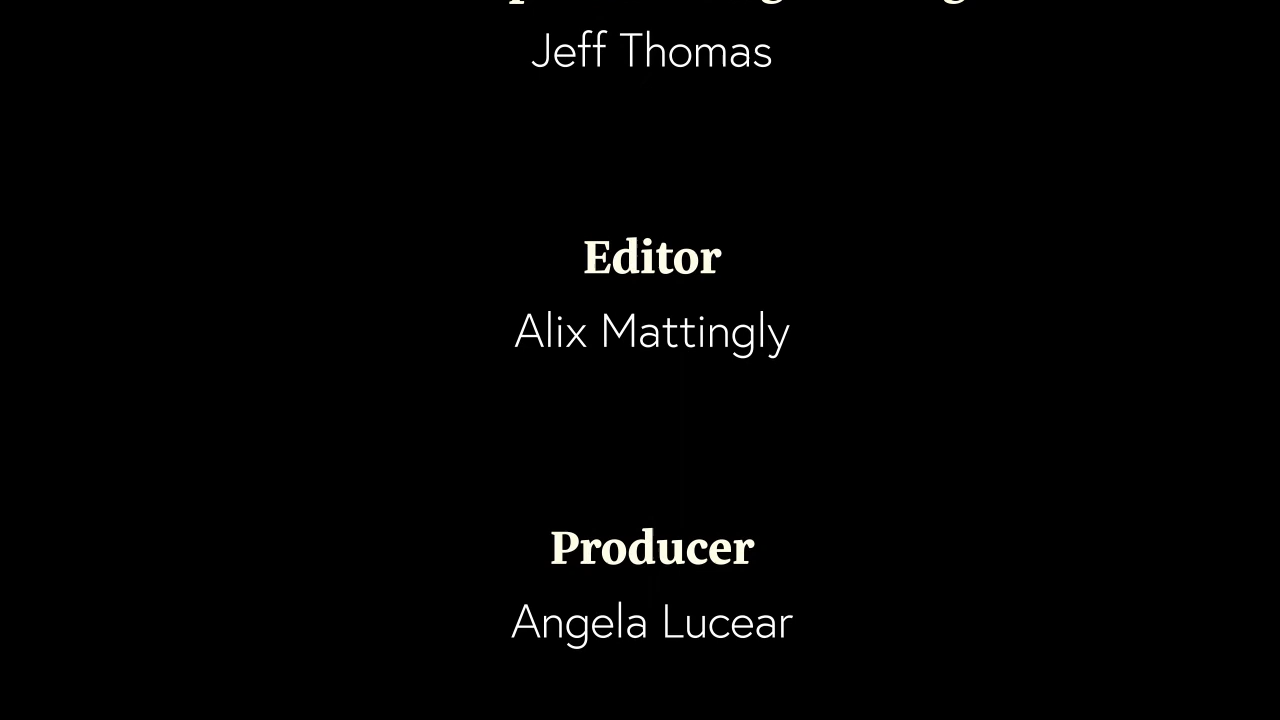 Jeff Thomas
Editor
Alix Mattingly
Producer
Angela Lucear